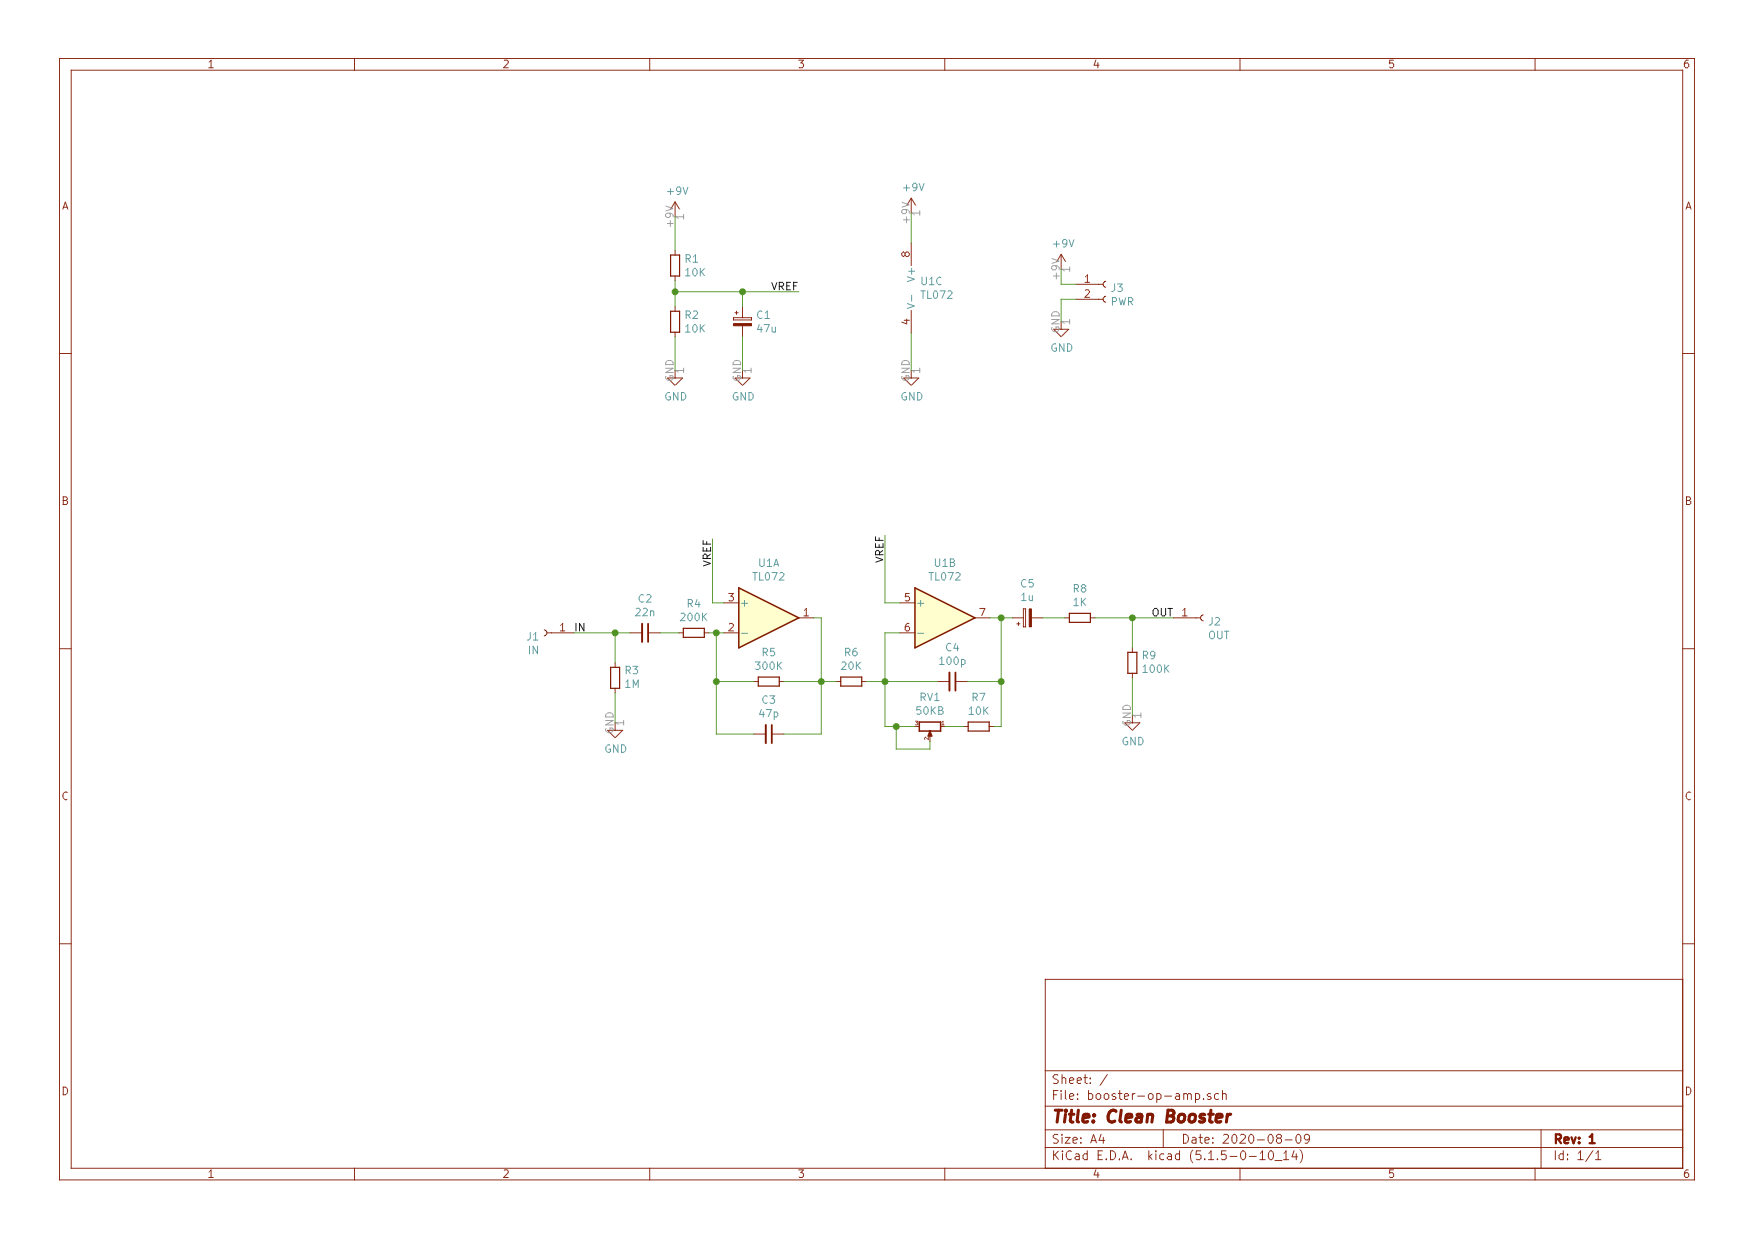 1 2 3 4 5 6
A A
+9V
+9V
1
R1
10K
VREF
R2
10K
C1
47u
GND
1
GND
GND
1
GND
+9V
+9V
1
8
V+
U1C
TL072
V-
4
GND
1
GND
+9V
+9V
1
1
2
J3
PWR
GND
1
GND
B B
J1
IN
1
IN
R3
1M
GND
1
GND
C2
22n
R4
200K
VREF
U1A
TL072
3
+
2
-
1
R5
300K
C3
47p
R6
20K
VREF
U1B
TL072
5
+
6
-
7
C4
100p
RV1
50KB
3
1
2
R7
10K
C5
1u
+
R8
1K
OUT
1
J2
OUT
R9
100K
GND
1
GND
C C
D D
Sheet: /
File: booster-op-amp.sch
Title: Clean Booster
Size: A4 Date: 2020-08-09 Rev: 1
KiCad E.D.A. kicad (5.1.5-0-10_14) Id: 1/1
1 2 3 4 5 6